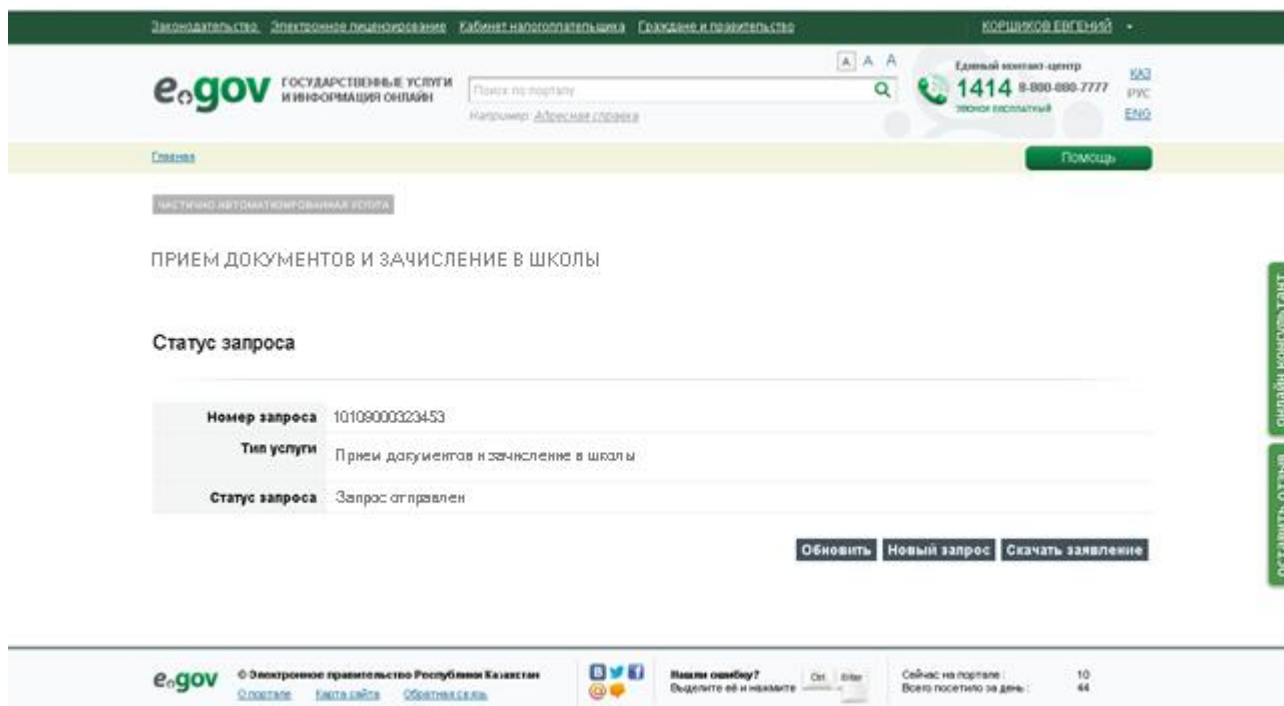 Законодательство Электронное лицензирование Кабинет налогоплательщика Граждане и правительство КОРШИКОВ ЕВГЕНИЙ
e.gov ГОСУДАРСТВЕННЫЕ УСЛУГИ И ИНФОРМАЦИЯ ОНЛАЙН
Поиск по порталу
Например: Адресная справка
А А А
Единый контакт-центр
1414 8-800-080-7777
звонок бесплатный
ҚАЗ
РУС
ENG
Главная
Помощь
ЧАСТИЧНО АВТОМАТИЗИРОВАННАЯ УСЛУГА
ПРИЕМ ДОКУМЕНТОВ И ЗАЧИСЛЕНИЕ В ШКОЛЫ
Статус запроса
Номер запроса 10109000323453
Тип услуги Прием документов и зачисление в школы
Статус запроса Запрос отправлен
Обновить Новый запрос Скачать заявление
онлайн консультант
оставить отзыв
e.gov
© Электронное правительство Республики Казахстан
О портале Карта сайта Обратная связь
Нашли ошибку?
Выделите её и нажмите
Ctrl Enter
Сейчас на портале : 10
Всего посетило за день : 44